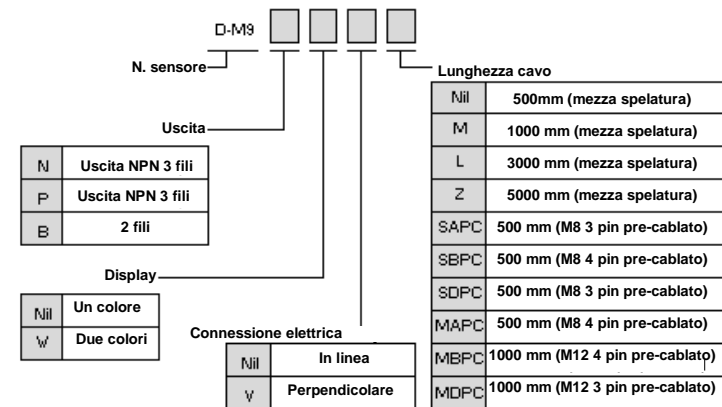 D-M9
N. sensore
Lunghezza cavo
Nil 500mm (mezza spelatura)
M 1000 mm (mezza spelatura)
L 3000 mm (mezza spelatura)
Z 5000 mm (mezza spelatura)
SAPC 500 mm (M8 3 pin pre-cablato)
SBPC 500 mm (M8 4 pin pre-cablato)
SDPC 500 mm (M8 3 pin pre-cablato)
MAPC 500 mm (M8 4 pin pre-cablato)
MBPC 1000 mm (M12 4 pin pre-cablato)
MDPC 1000 mm (M12 3 pin pre-cablato)
Uscita
N Uscita NPN 3 fili
P Uscita NPN 3 fili
B 2 fili
Display
Nil Un colore
W Due colori
Connessione elettrica
Nil In linea
V Perpendicolare